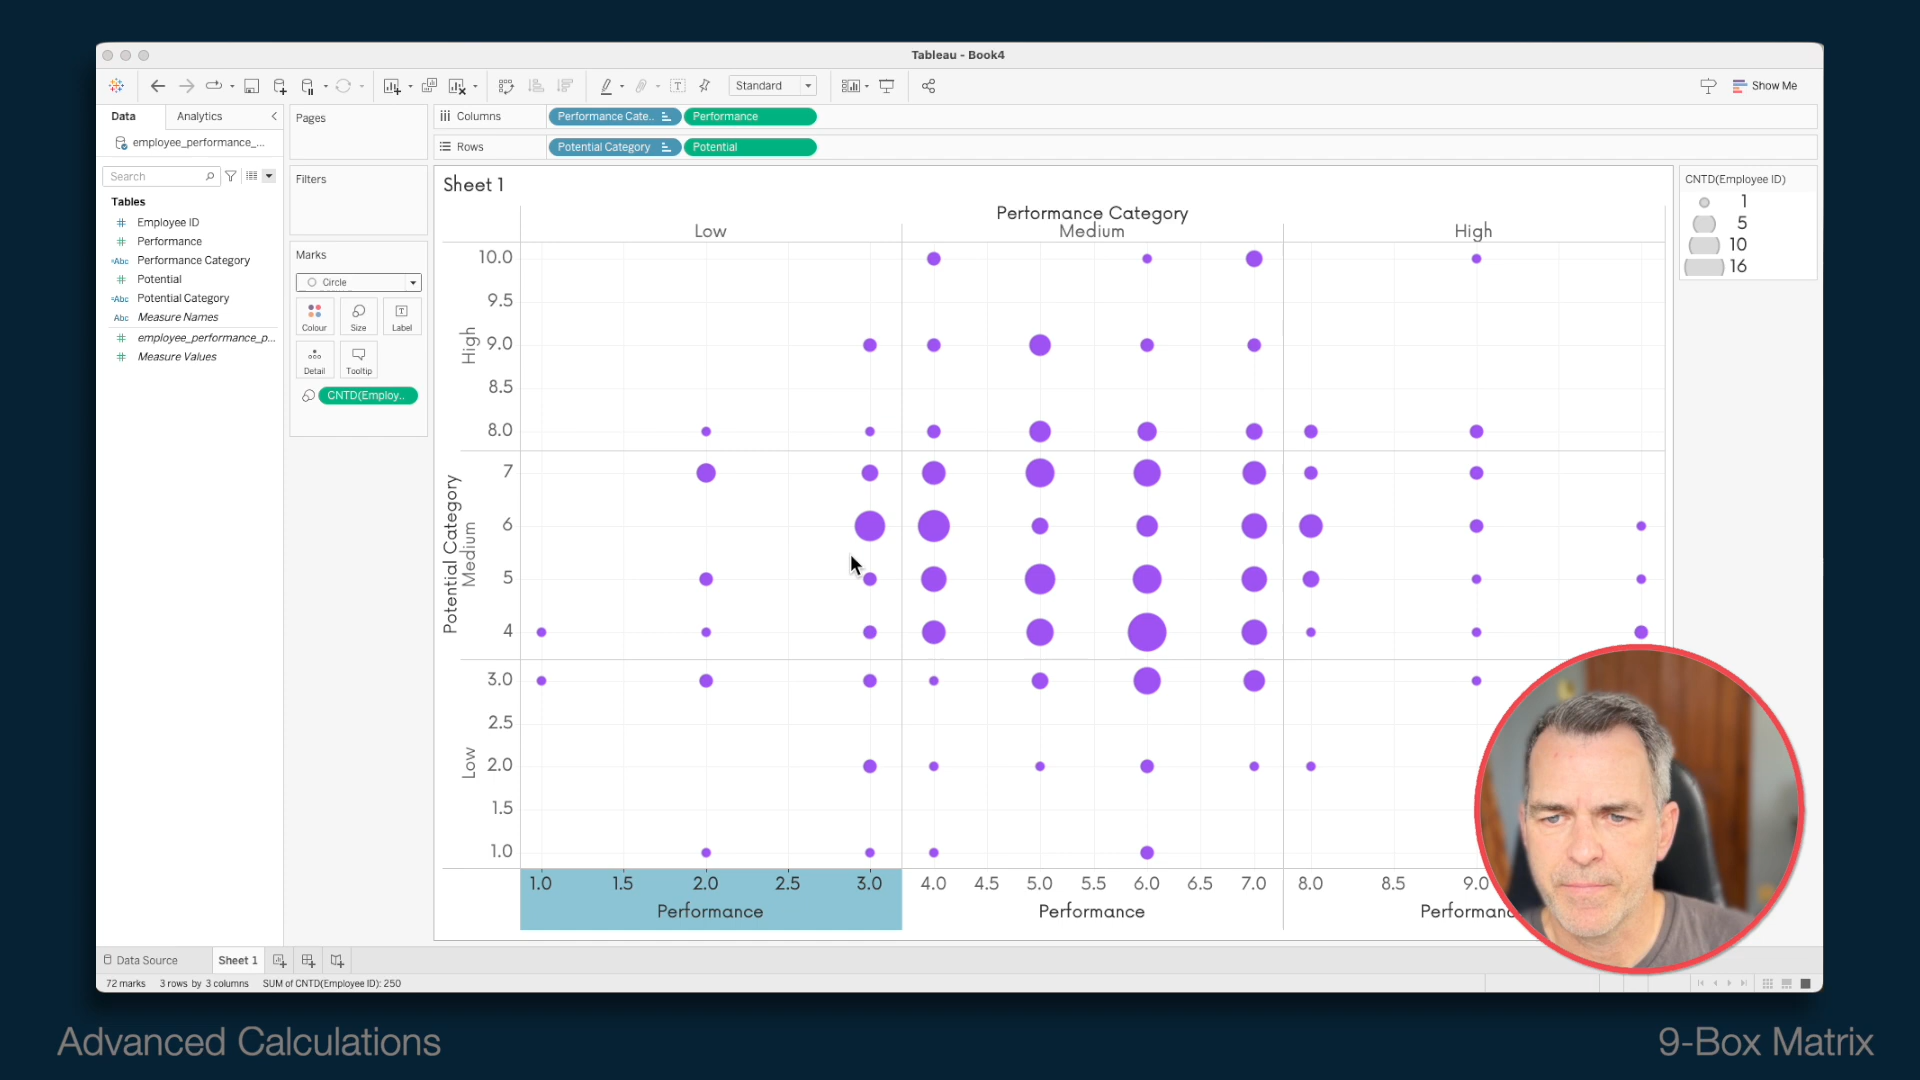 Tableau - Book4
Standard
Show Me
Data
Analytics
employee_performance_...
Search
Tables
Employee ID
Performance
Abc Performance Category
Potential
Abc Potential Category
Abc Measure Names
employee_performance_p...
Measure Values
Pages
Filters
Marks
Circle
Colour Size Label
Detail Tooltip
CNTD(Employ..
Columns Performance Cate.. Performance
Rows Potential Category Potential
Sheet 1
Performance Category
Low Medium High
Potential Category
High
10.0
9.5
9.0
8.5
8.0
Medium
7
6
5
4
Low
3.0
2.5
2.0
1.5
1.0
1.0 1.5 2.0 2.5 3.0 4.0 4.5 5.0 5.5 6.0 6.5 7.0 8.0 8.5 9.0
Performance Performance
CNTD(Employee ID)
1
5
10
16
Data Source Sheet 1
72 marks 3 rows by 3 columns SUM of CNTD(Employee ID): 250
Advanced Calculations
9-Box Matrix